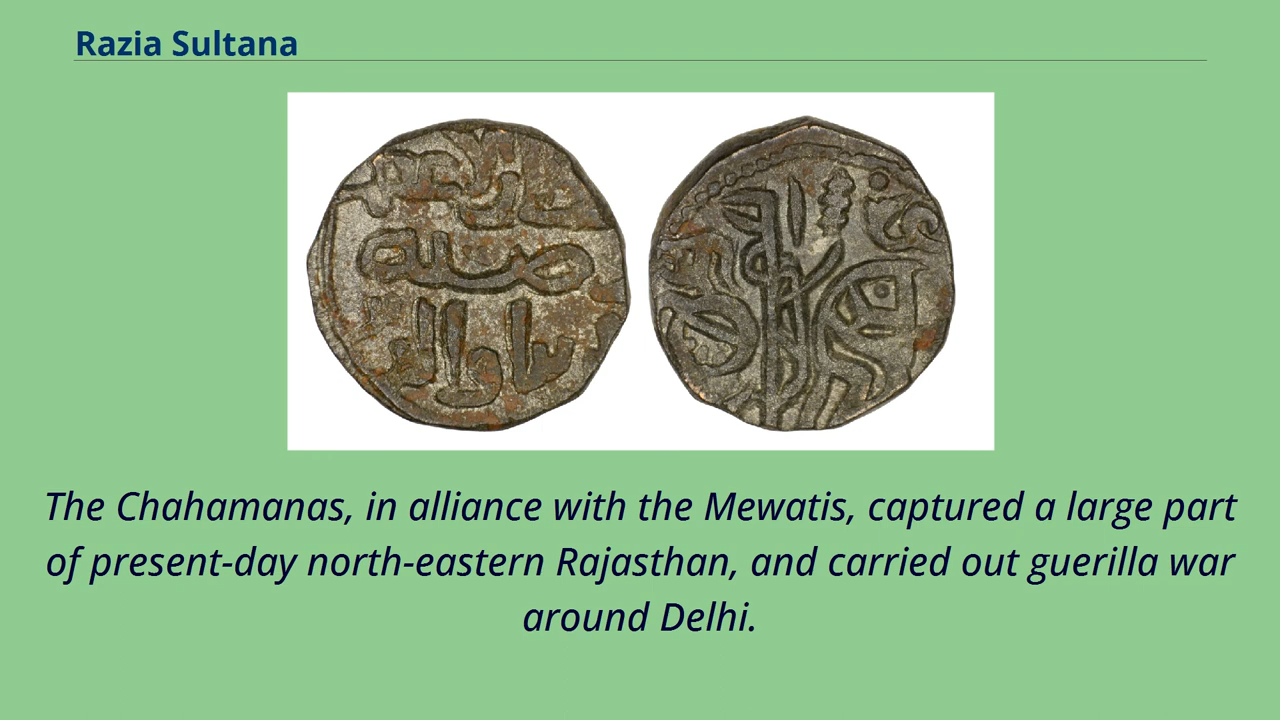 Razia Sultana
The Chahamanas, in alliance with the Mewatis, captured a large part
of present-day north-eastern Rajasthan, and carried out guerilla war
around Delhi.